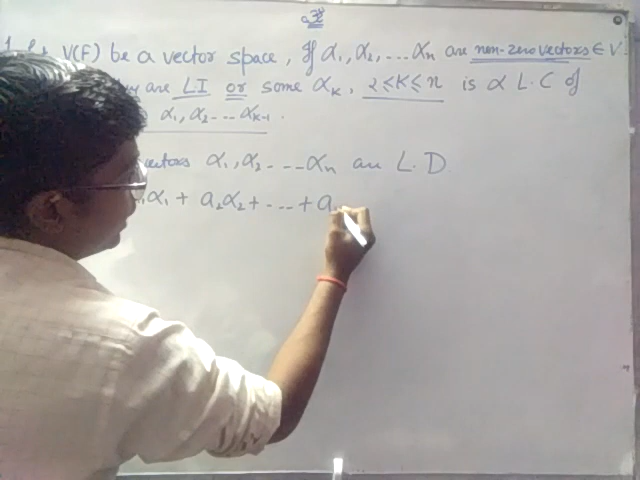 V(F) be a vector space, If α₁, α₂, ... αₙ are non-zero vectors ∈ V.
are L.I or some αₖ, 2 ≤ K ≤ n is a L.C of
α₁, α₂ ... αₖ₋₁.
vectors α₁, α₂ ... αₙ are L.D
α₁ + a₂α₂ + ... + a